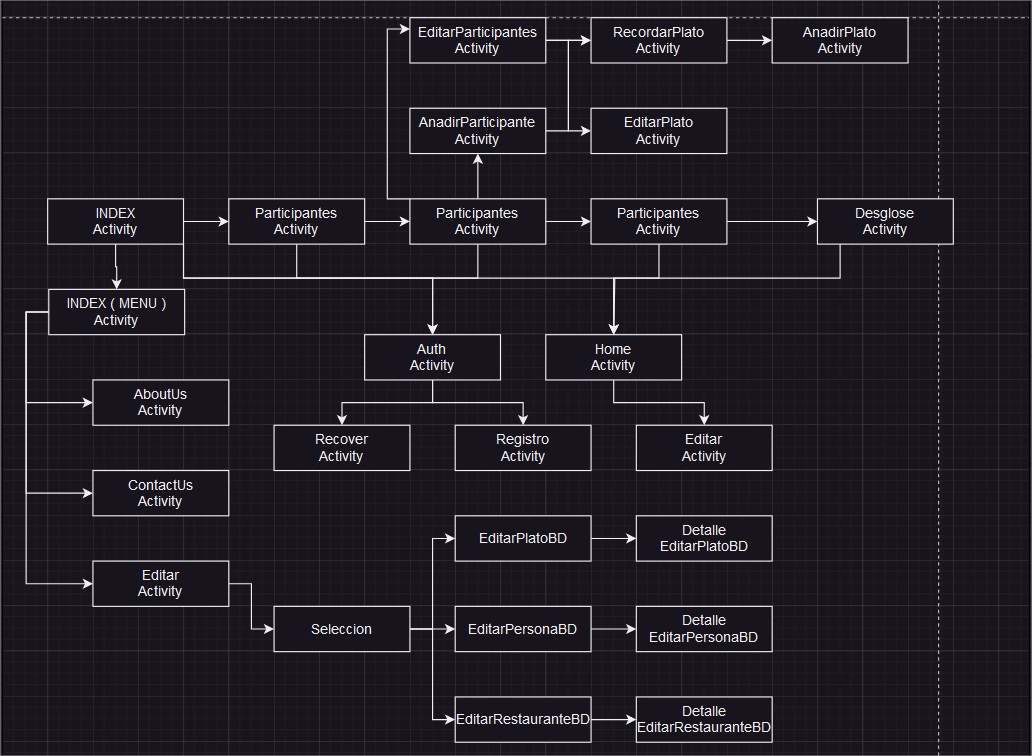 EditarParticipantes
Activity
RecordarPlato
Activity
AnadirPlato
Activity
AnadirParticipante
Activity
EditarPlato
Activity
INDEX
Activity
Participantes
Activity
Participantes
Activity
Participantes
Activity
Desglose
Activity
INDEX ( MENU )
Activity
Auth
Activity
Home
Activity
AboutUs
Activity
Recover
Activity
Registro
Activity
Editar
Activity
ContactUs
Activity
EditarPlatoBD
Detalle
EditarPlatoBD
Editar
Activity
Seleccion
EditarPersonaBD
Detalle
EditarPersonaBD
EditarRestauranteBD
Detalle
EditarRestauranteBD